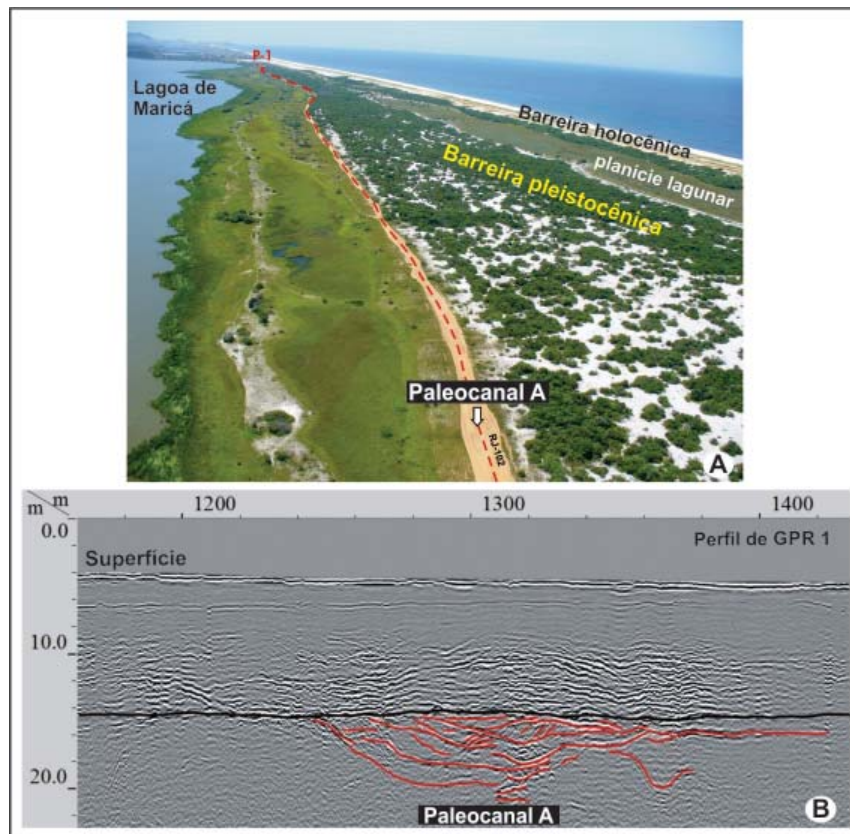 P-1
Lagoa de
Maricá
Barreira holocênica
planície lagunar
Barreira pleistocênica
Paleocanal A
RJ-102
A
m
m
1200
1300
1400
0.0
Superfície
Perfil de GPR 1
10.0
20.0
Paleocanal A
B